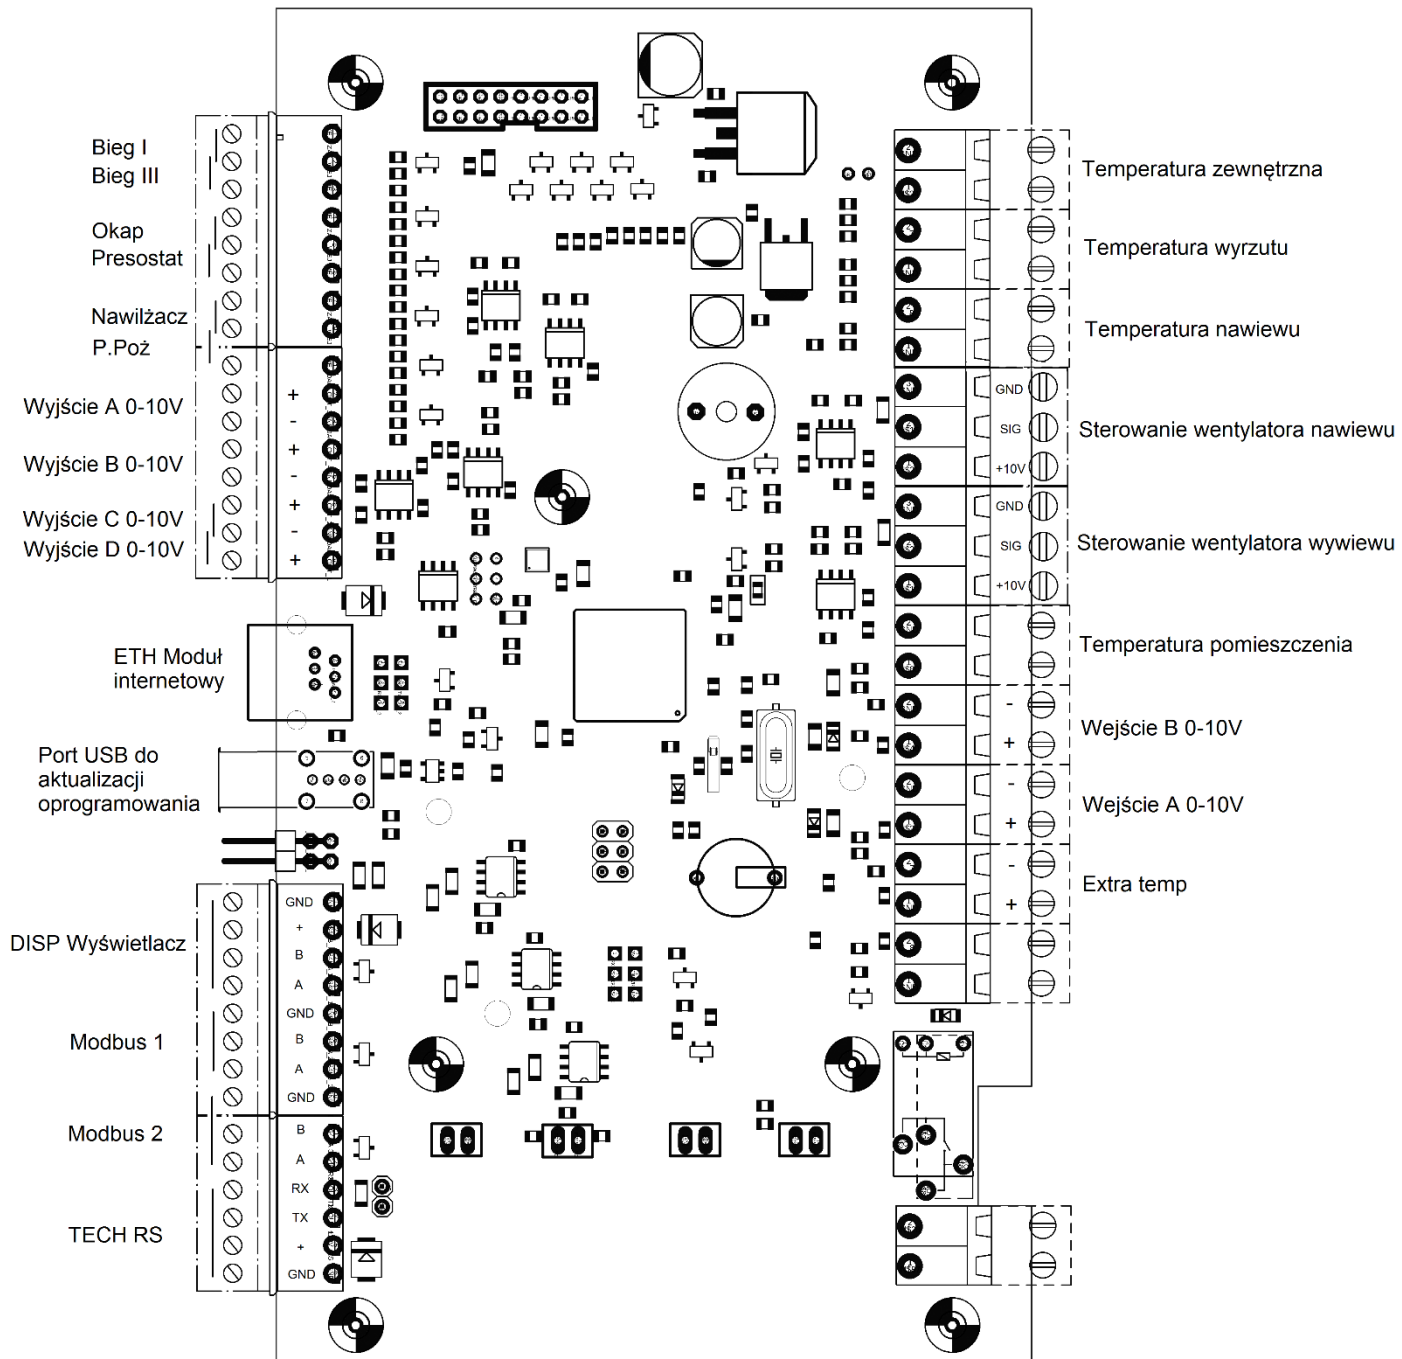 Bieg I
Bieg III
Okap
Presostat
Nawilżacz
P.Poż
Wyjście A 0-10V
+
-
Wyjście B 0-10V
+
-
Wyjście C 0-10V
+
-
Wyjście D 0-10V
+
ETH Moduł
internetowy
Port USB do
aktualizacji
oprogramowania
DISP Wyświetlacz
GND
+
B
A
Modbus 1
GND
B
A
GND
Modbus 2
B
A
TECH RS
RX
TX
+
GND
Temperatura zewnętrzna
Temperatura wyrzutu
Temperatura nawiewu
GND
SIG
+10V
Sterowanie wentylatora nawiewu
GND
SIG
+10V
Sterowanie wentylatora wywiewu
Temperatura pomieszczenia
-
+
Wejście B 0-10V
-
+
Wejście A 0-10V
-
+
Extra temp